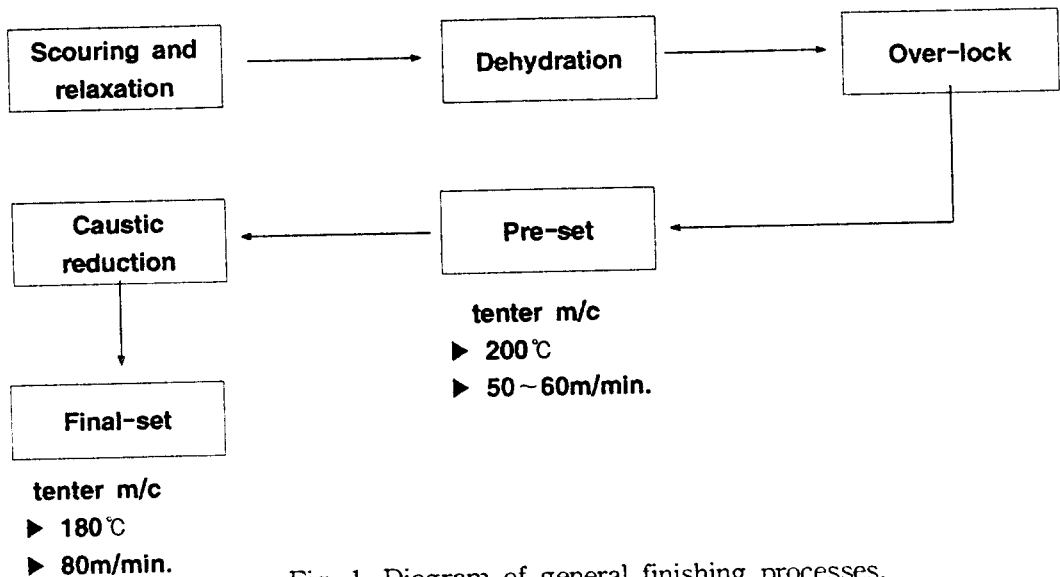 Scouring and
relaxation
Dehydration
Over-lock
Pre-set
tenter m/c
▶ 200℃
▶ 50~60m/min.
Caustic
reduction
Final-set
tenter m/c
▶ 180℃
▶ 80m/min.
Fig. 1. Diagram of general finishing processes.